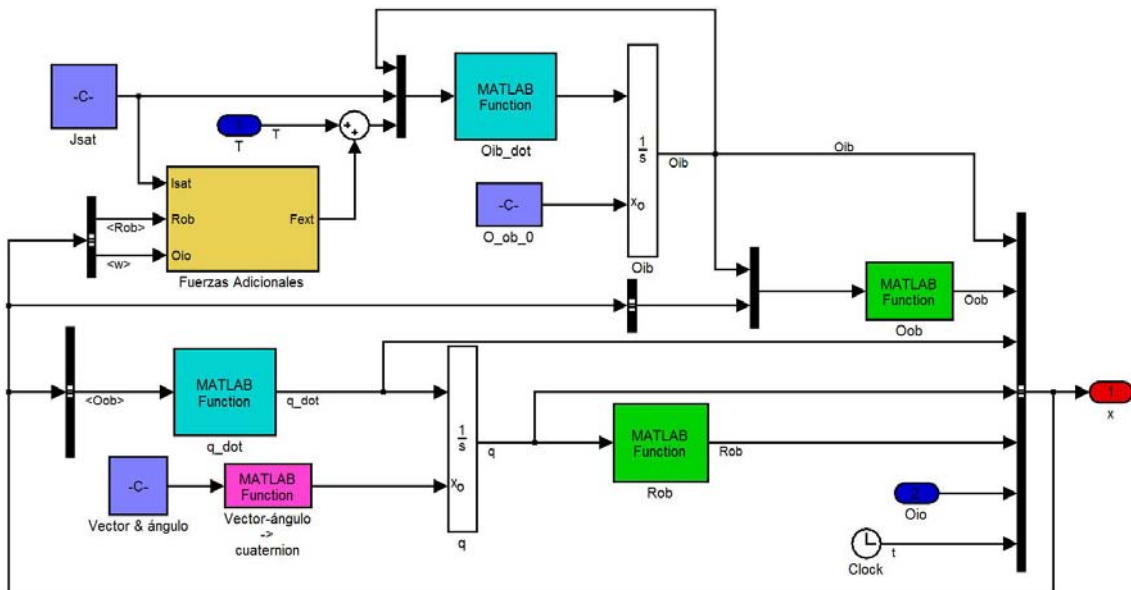 -C-
Jsat
T
T
MATLAB
Function
Oib_dot
1
s
xo
Oib
Oib
Oib
-C-
O_ob_0
Isat
Rob
Oio
Fext
<Rob>
<w>
Fuerzas Adicionales
MATLAB
Function
Oob
Oob
<Oob>
MATLAB
Function
q_dot
q_dot
1
s
xo
q
q
-C-
Vector & ángulo
MATLAB
Function
Vector-ángulo
->
cuaternion
MATLAB
Function
Rob
Rob
2
Oio
Clock
t
1
x